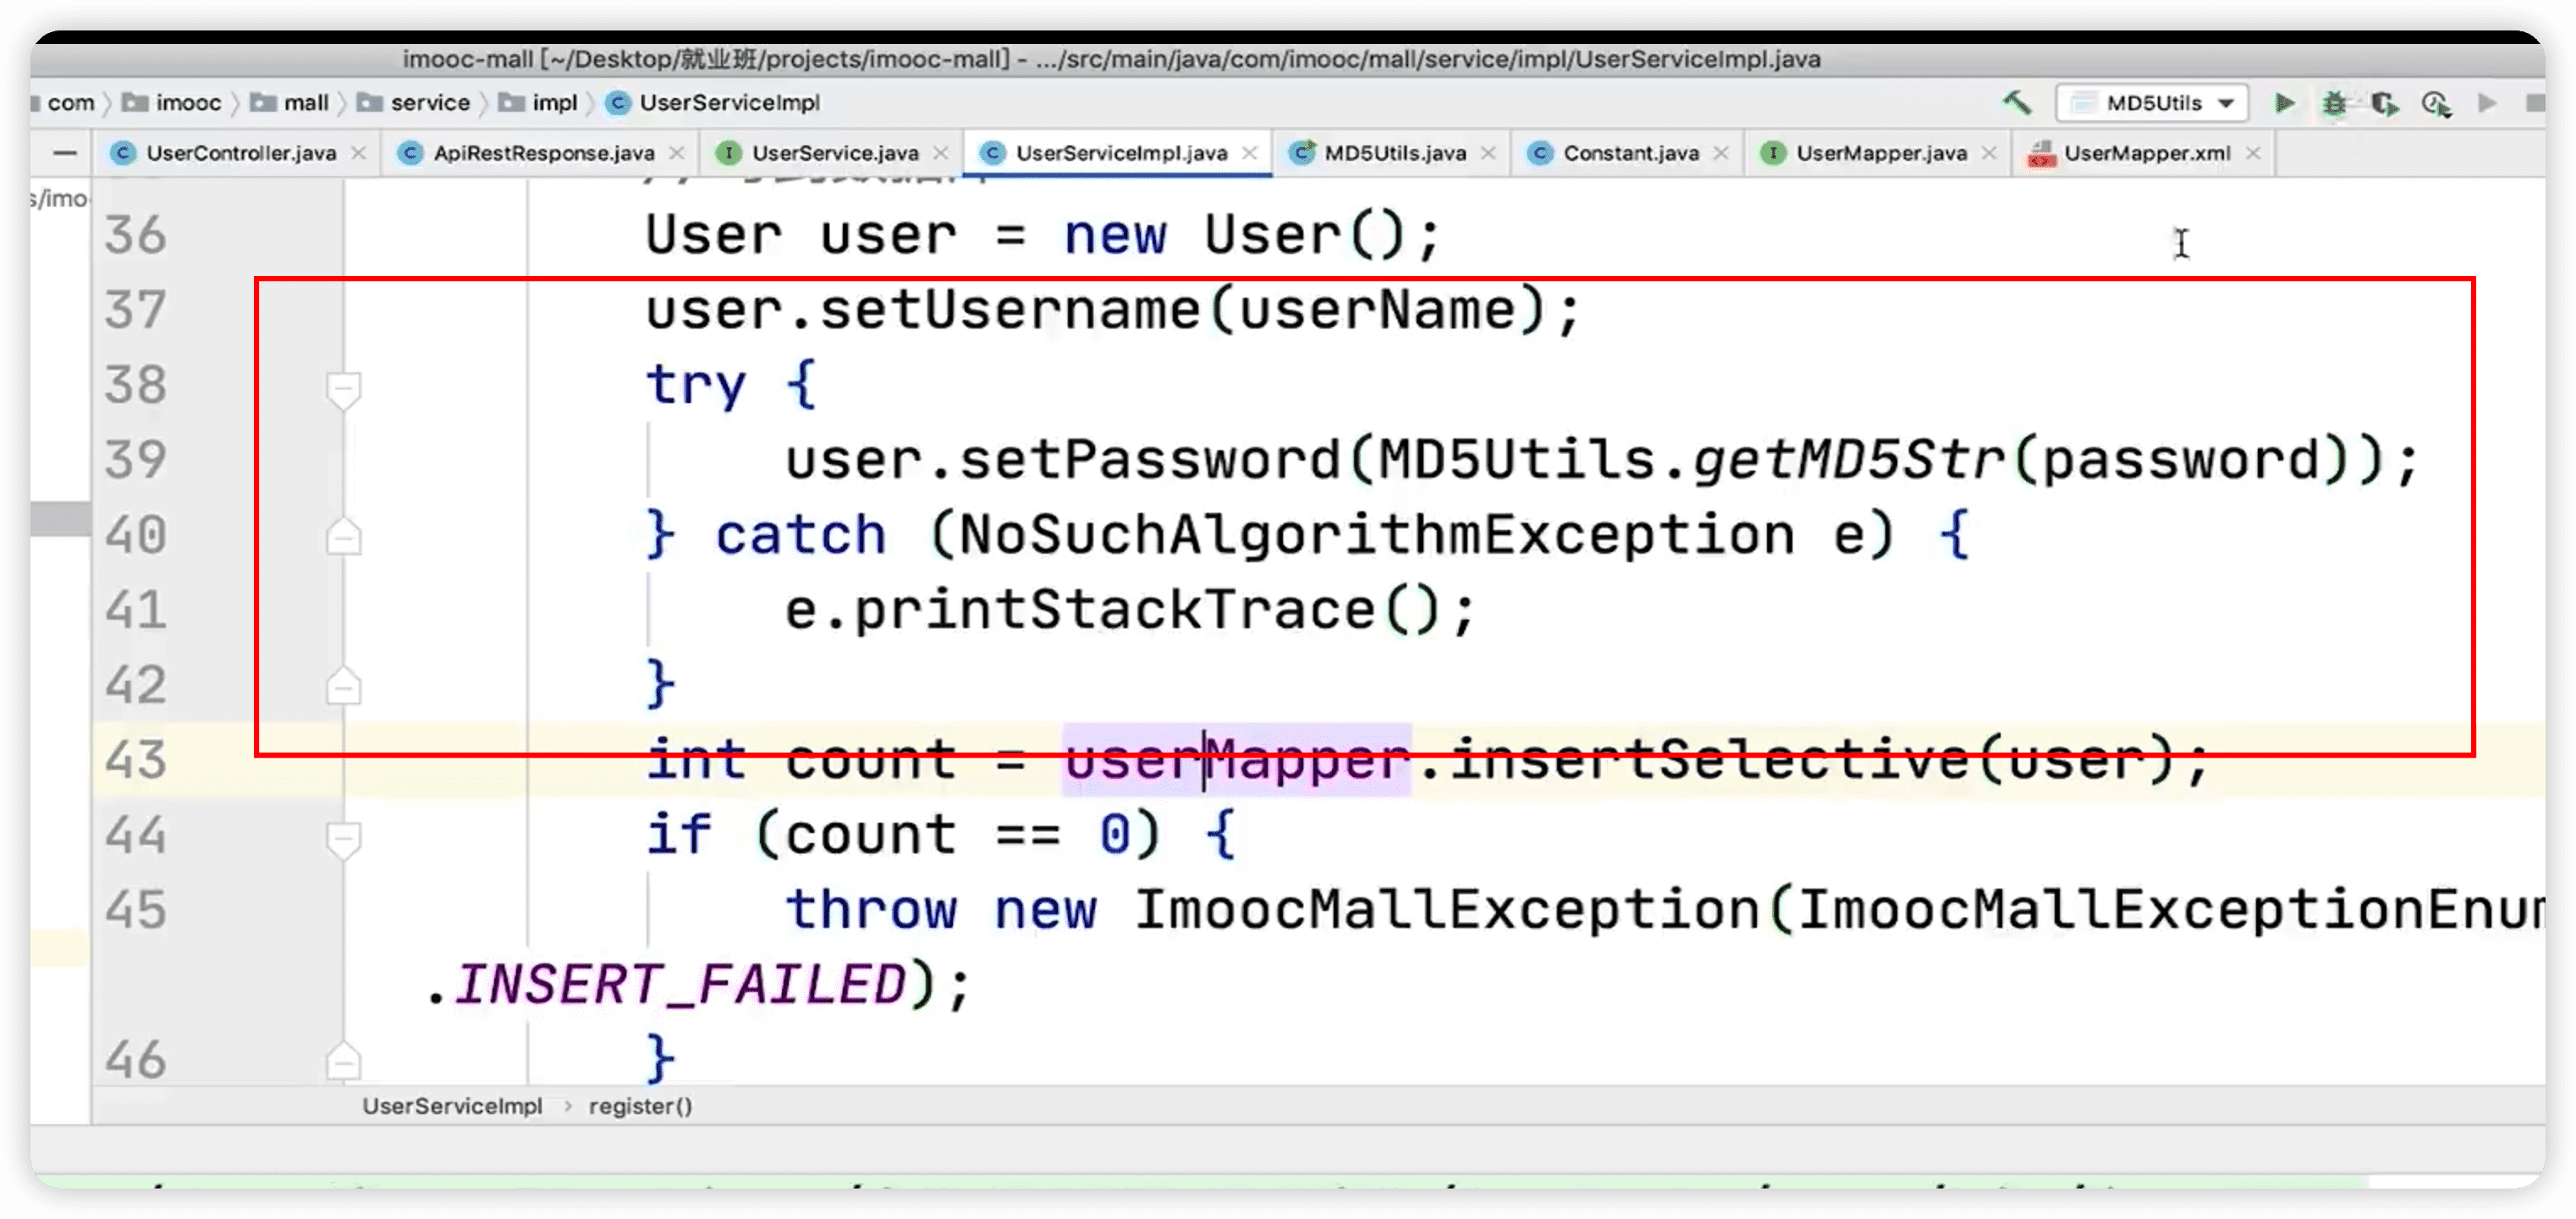 imooc-mall [~/Desktop/就业班/projects/imooc-mall] - .../src/main/java/com/imooc/mall/service/impl/UserServiceImpl.java
com imooc mall service impl UserServiceImpl MD5Utils
UserController.java ApiRestResponse.java UserService.java UserServiceImpl.java MD5Utils.java Constant.java UserMapper.java UserMapper.xml
s/imo
36 User user = new User();
37 user.setUsername(userName);
38 try {
39 user.setPassword(MD5Utils.getMD5Str(password));
40 } catch (NoSuchAlgorithmException e) {
41 e.printStackTrace();
42 }
43 int count = userMapper.insertSelective(user);
44 if (count == 0) {
45 throw new ImoocMallException(ImoocMallExceptionEnum
.INSERT_FAILED);
46 }
UserServiceImpl › register()